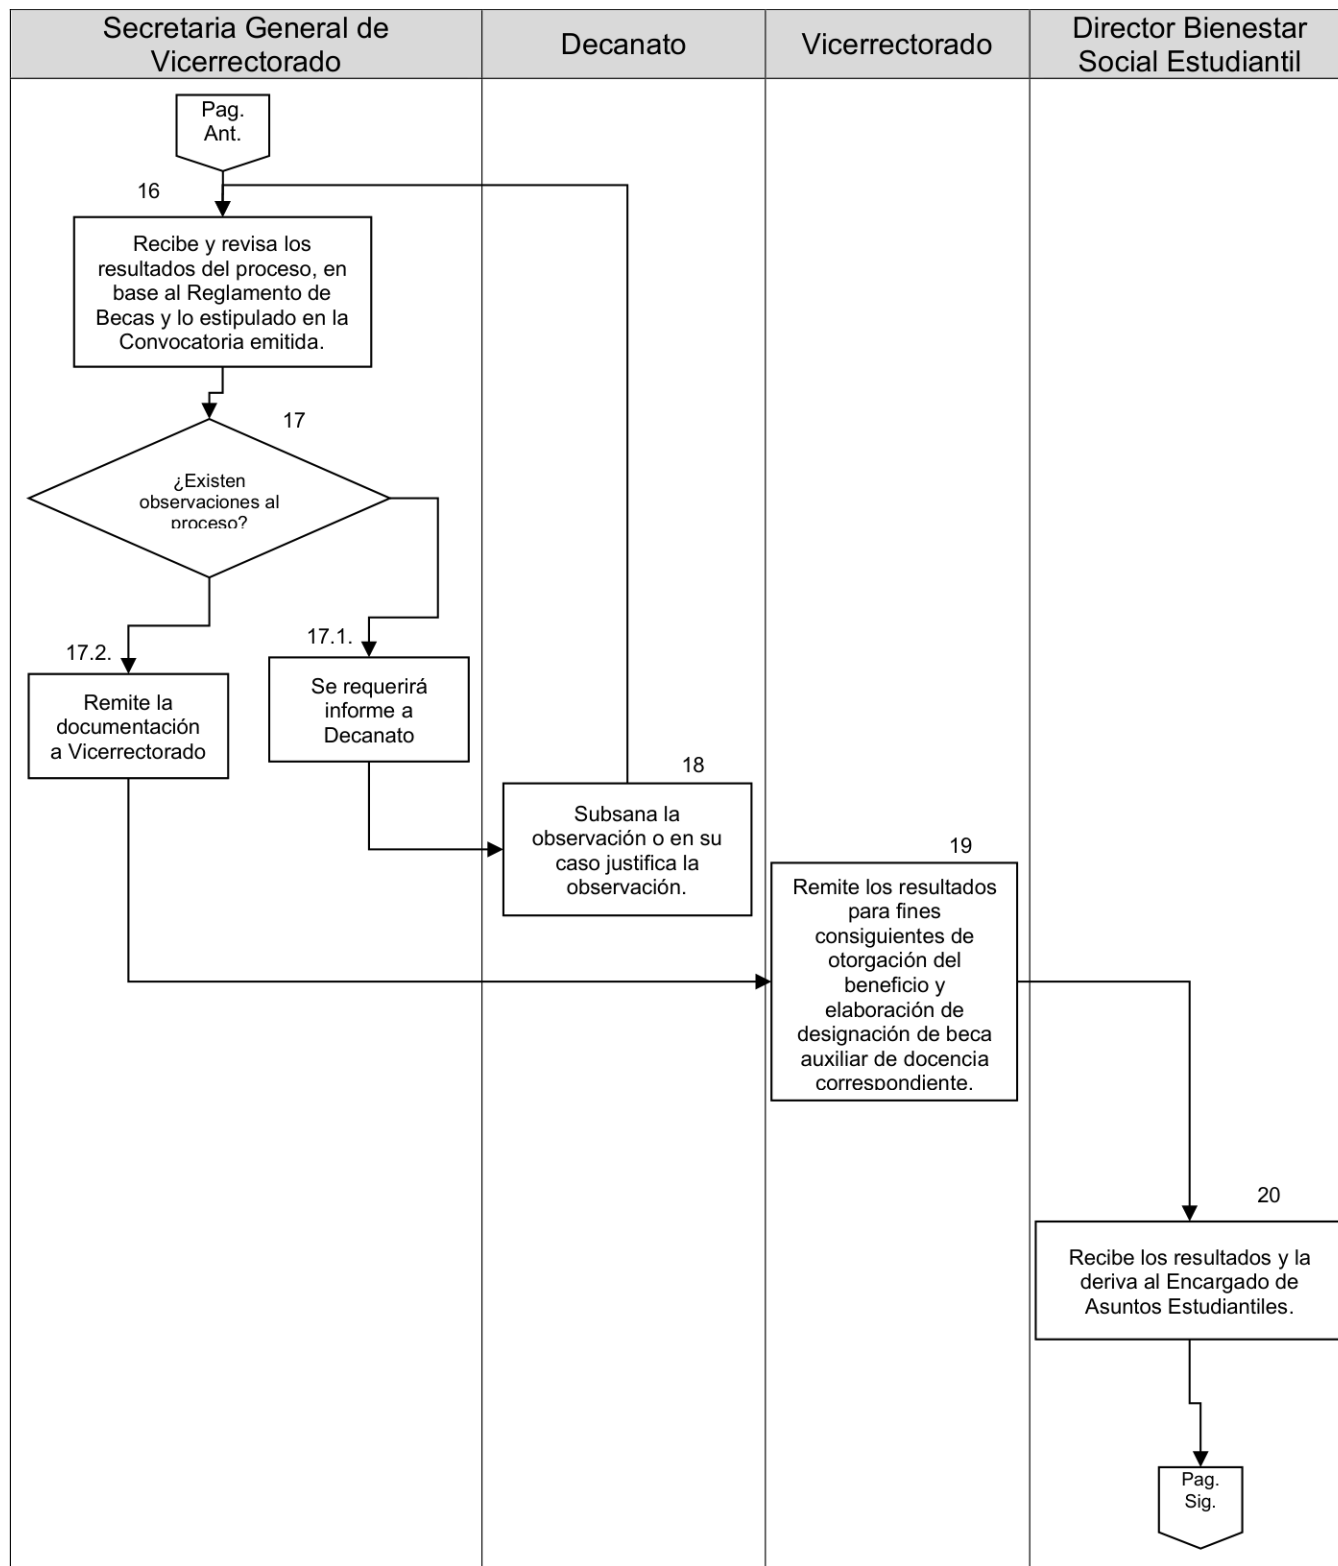 Secretaria General de
Vicerrectorado
Decanato
Vicerrectorado
Director Bienestar
Social Estudiantil
Pag.
Ant.
16
Recibe y revisa los
resultados del proceso, en
base al Reglamento de
Becas y lo estipulado en la
Convocatoria emitida.
17
¿Existen
observaciones al
proceso?
17.2.
Remite la
documentación
a Vicerrectorado
17.1.
Se requerirá
informe a
Decanato
18
Subsana la
observación o en su
caso justifica la
observación.
19
Remite los resultados
para fines
consiguientes de
otorgación del
beneficio y
elaboración de
designación de beca
auxiliar de docencia
correspondiente.
20
Recibe los resultados y la
deriva al Encargado de
Asuntos Estudiantiles.
Pag.
Sig.